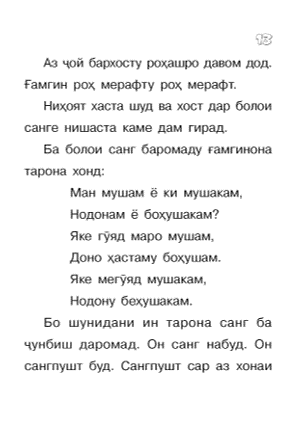 13
Аз ҷой бархосту роҳашро давом дод.
Ғамгин роҳ мерафту роҳ мерафт.
Ниҳоят хаста шуд ва хост дар болои
санге нишаста каме дам гирад.
Ба болои санг баромаду ғамгинона
тарона хонд:
Ман мушам ё ки мушакам,
Нодонам ё боҳушакам?
Яке гӯяд маро мушам,
Доно ҳастаму боҳушам.
Яке мегӯяд мушакам,
Нодону беҳушакам.
Бо шунидани ин тарона санг ба
ҷунбиш даромад. Он санг набуд. Он
сангпушт буд. Сангпушт сар аз хонаи